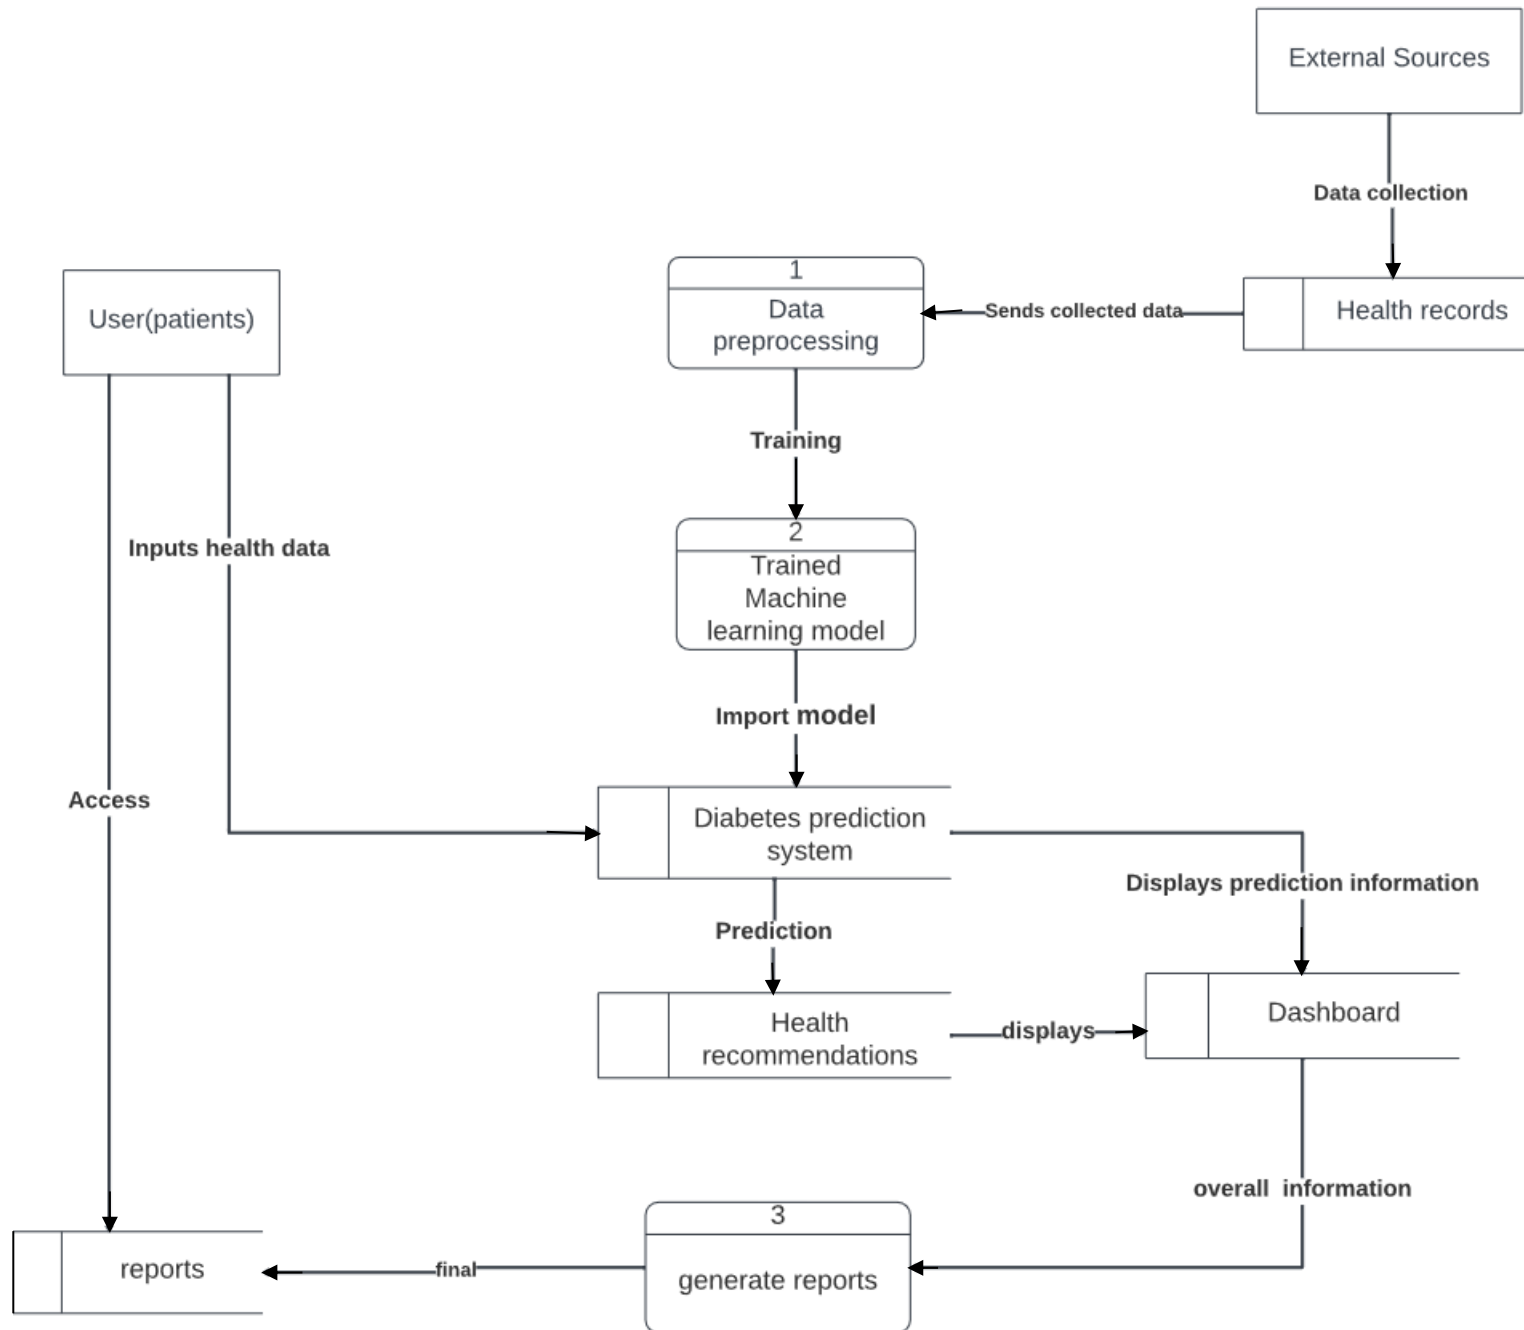 External Sources
Data collection
Health records
Sends collected data
1
Data
preprocessing
User(patients)
Training
2
Trained
Machine
learning model
Inputs health data
Import model
Access
Diabetes prediction
system
Displays prediction information
Prediction
Health
recommendations
displays
Dashboard
overall  information
3
generate reports
final
reports